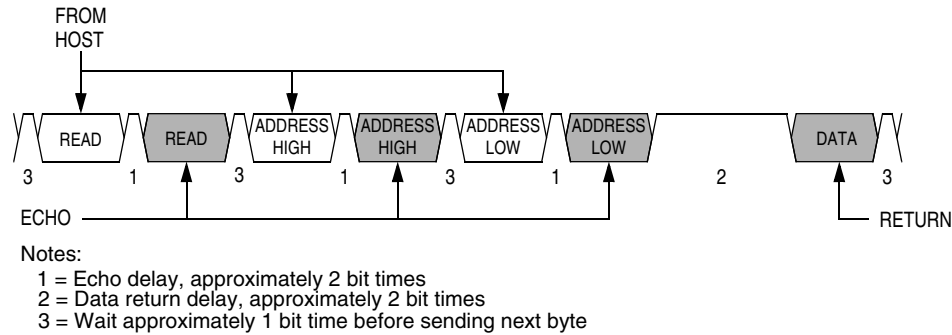 FROM
HOST
READ
READ
ADDRESS
HIGH
ADDRESS
HIGH
ADDRESS
LOW
ADDRESS
LOW
DATA
3 1 3 1 3 1 2 3
ECHO
RETURN
Notes:
1 = Echo delay, approximately 2 bit times
2 = Data return delay, approximately 2 bit times
3 = Wait approximately 1 bit time before sending next byte